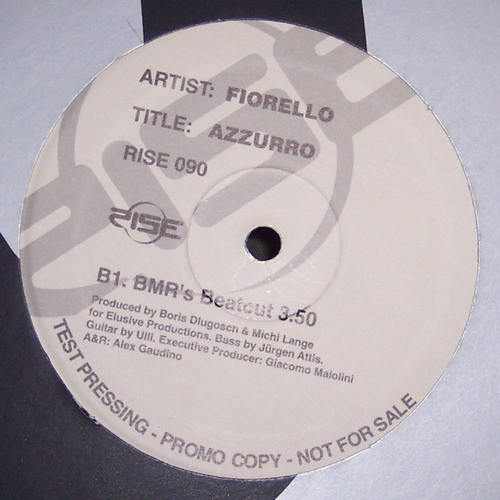 ARTIST: FIORELLO
TITLE: AZZURRO
RISE 090
RISE
B1. BMR's Beatcut 3:50
Produced by Boris Dlugosch & Michi Lange
for Elusive Productions. Bass by Jürgen Attis.
Guitar by Ulli. Executive Producer: Giacomo Maiolini
A&R: Alex Gaudino
TEST PRESSING - PROMO COPY - NOT FOR SALE